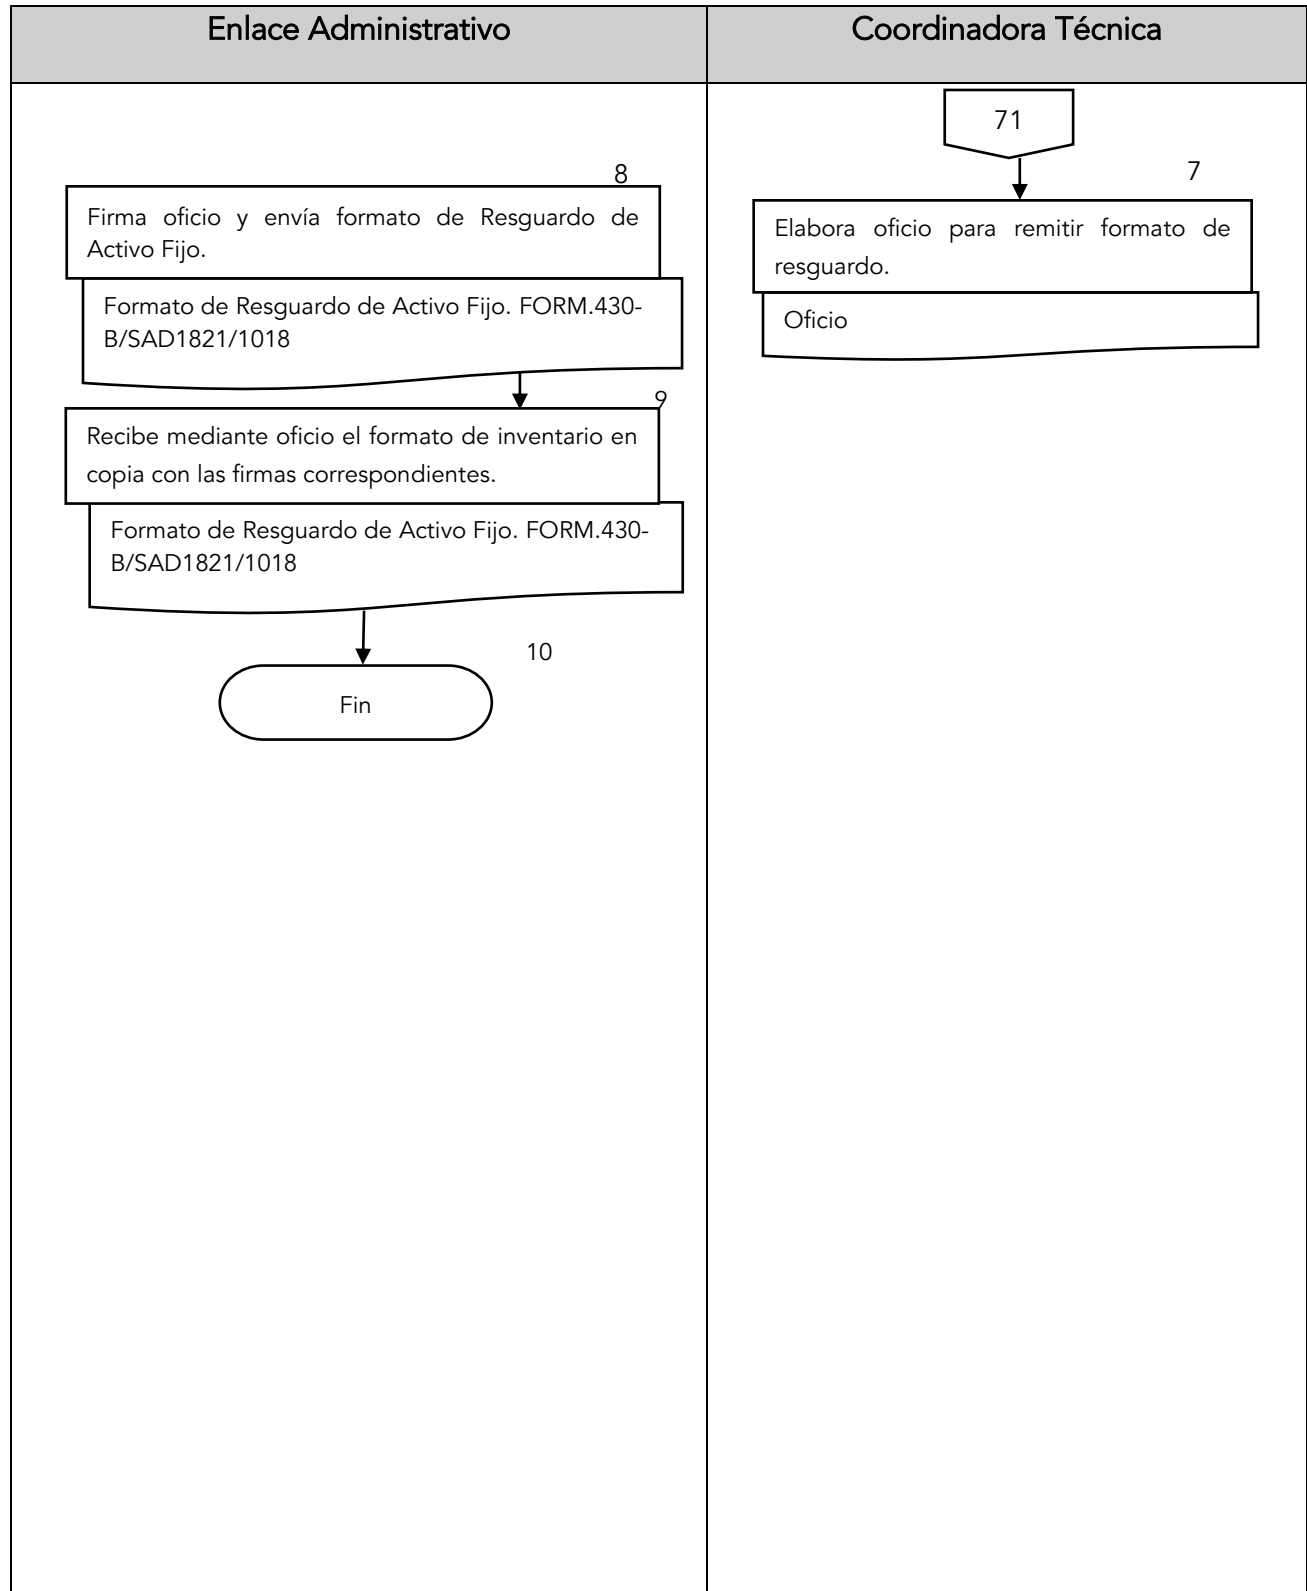 Enlace Administrativo
Coordinadora Técnica
71
7
Elabora oficio para remitir formato de
resguardo.
Oficio
8
Firma oficio y envía formato de Resguardo de
Activo Fijo.
Formato de Resguardo de Activo Fijo. FORM.430-
B/SAD1821/1018
9
Recibe mediante oficio el formato de inventario en
copia con las firmas correspondientes.
Formato de Resguardo de Activo Fijo. FORM.430-
B/SAD1821/1018
10
Fin